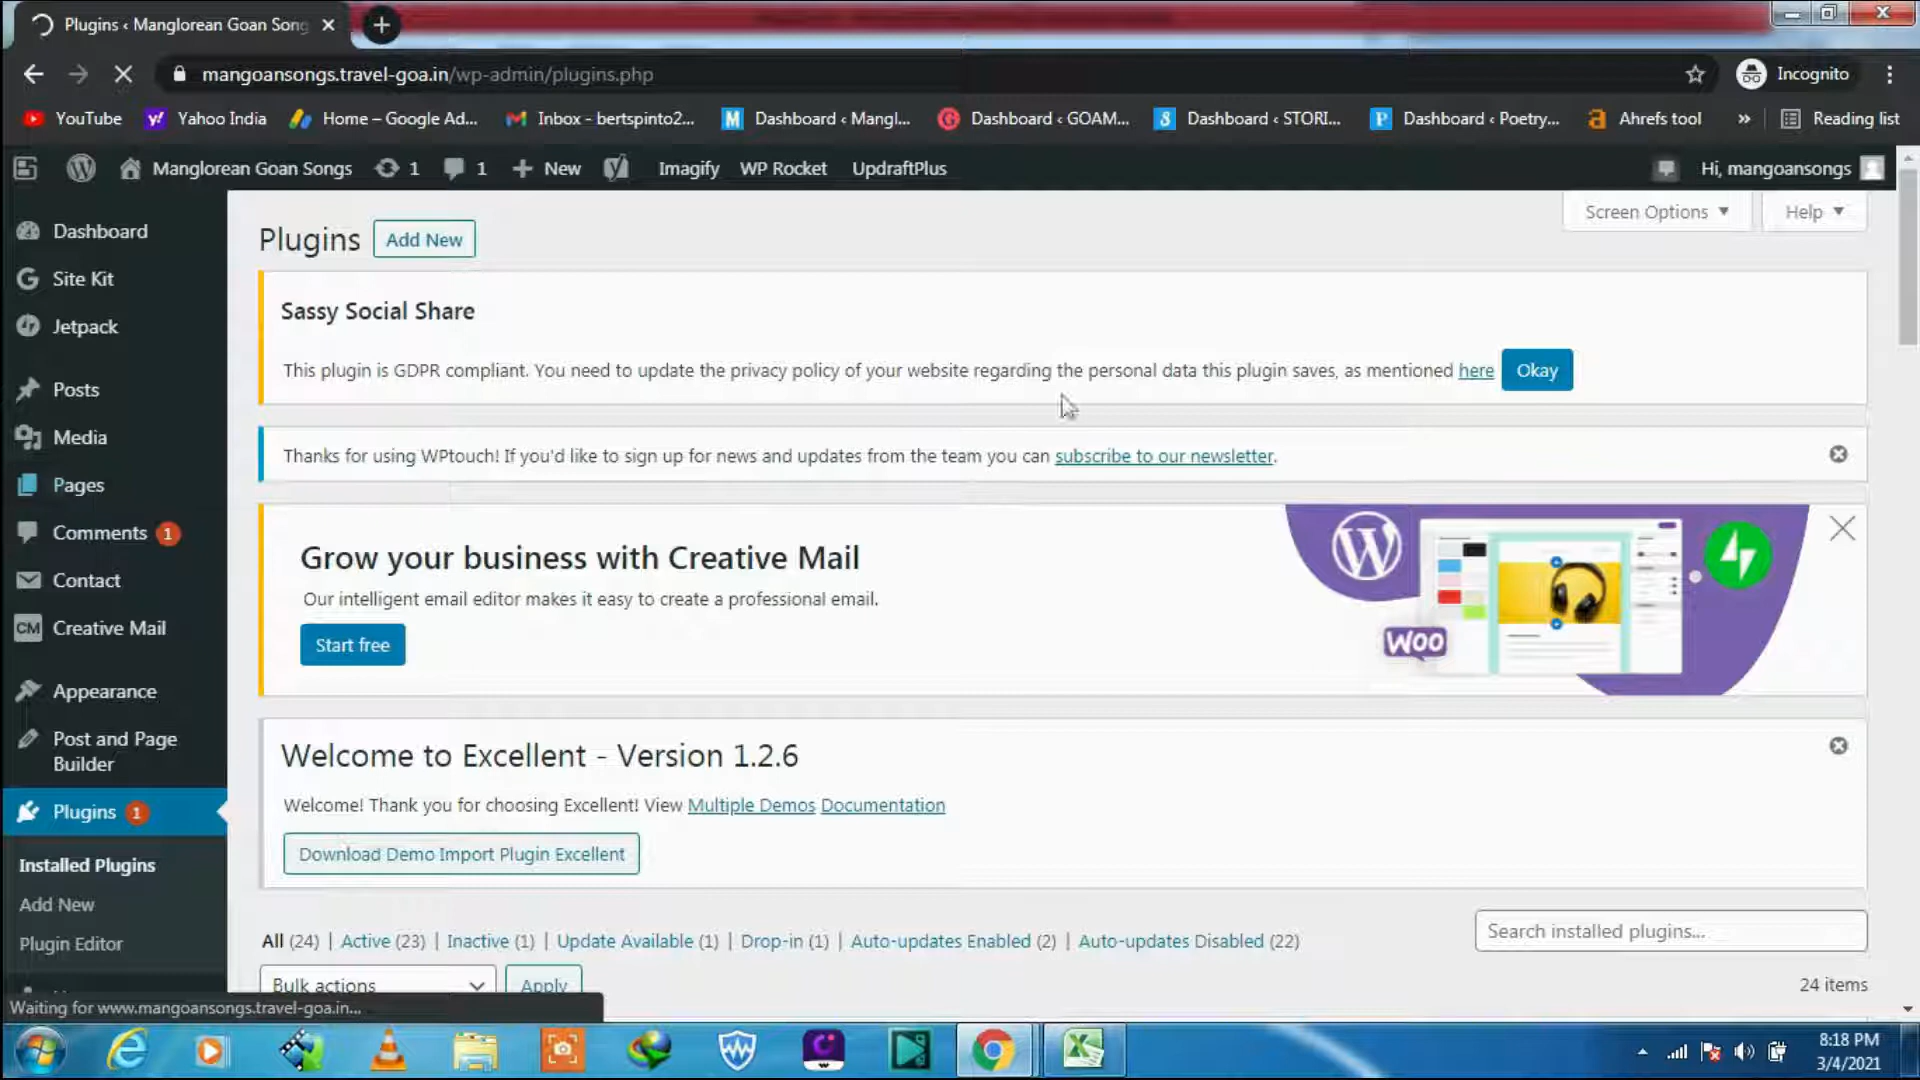 Plugins ‹ Manglorean Goan Song
mangoansongs.travel-goa.in/wp-admin/plugins.php
Incognito
YouTube
Yahoo India
Home – Google Ad...
Inbox - bertspinto2...
M
Dashboard ‹ Mangl...
Dashboard ‹ GOAM...
S
Dashboard ‹ STORI...
P
Dashboard ‹ Poetry...
a
Ahrefs tool
»
Reading list
Manglorean Goan Songs
1
1
New
Imagify
WP Rocket
UpdraftPlus
Hi, mangoansongs
Dashboard
Site Kit
Jetpack
Posts
Media
Pages
Comments 1
Contact
CM Creative Mail
Appearance
Post and Page
Builder
Plugins 1
Installed Plugins
Add New
Plugin Editor
Screen Options
Help
Plugins
Add New
Sassy Social Share
This plugin is GDPR compliant. You need to update the privacy policy of your website regarding the personal data this plugin saves, as mentioned here
Okay
Thanks for using WPtouch! If you'd like to sign up for news and updates from the team you can subscribe to our newsletter.
Grow your business with Creative Mail
Our intelligent email editor makes it easy to create a professional email.
Start free
WOO
Welcome to Excellent - Version 1.2.6
Welcome! Thank you for choosing Excellent! View Multiple Demos Documentation
Download Demo Import Plugin Excellent
All (24) | Active (23) | Inactive (1) | Update Available (1) | Drop-in (1) | Auto-updates Enabled (2) | Auto-updates Disabled (22)
Search installed plugins...
Bulk actions
Apply
24 items
Waiting for www.mangoansongs.travel-goa.in...
8:18 PM
3/4/2021